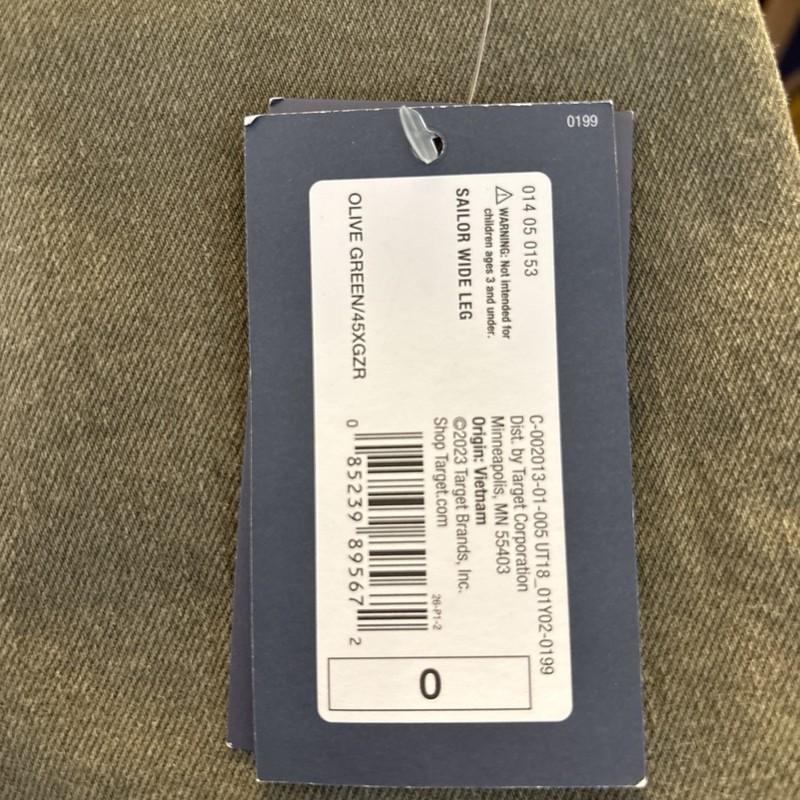 0199
014 05 0153
WARNING: Not intended for
children ages 3 and under.
SAILOR WIDE LEG
OLIVE GREEN/45XGZR
C-002013-01-005 UT18_01Y02-0199
Dist. by Target Corporation
Minneapolis, MN 55403
Origin: Vietnam
©2023 Target Brands, Inc.
Shop Target.com
26-P1-2
0 85239 89567 2
0